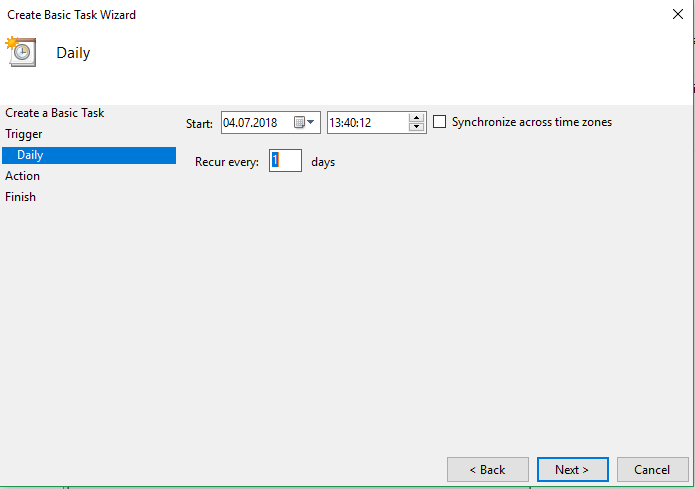 Create Basic Task Wizard
Daily
Create a Basic Task
Trigger
Daily
Action
Finish
Start: 04.07.2018 13:40:12 Synchronize across time zones
Recur every: 1 days
< Back Next > Cancel